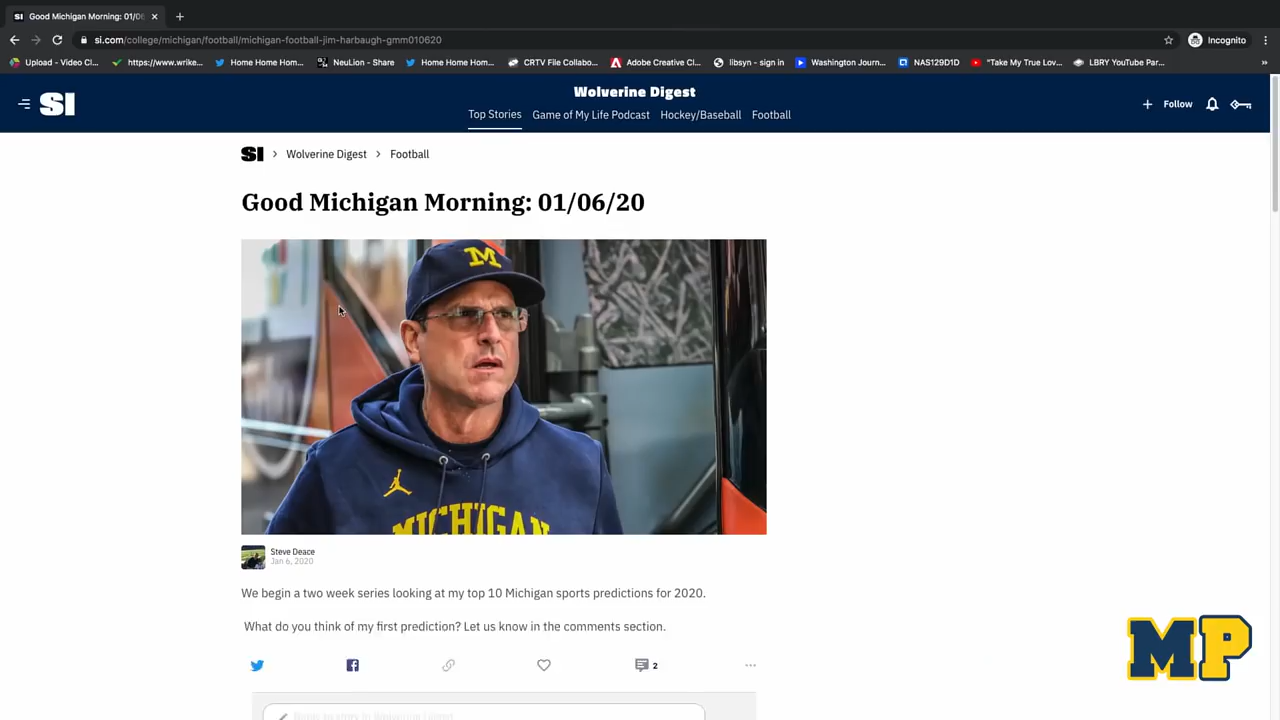 Good Michigan Morning: 01/06
si.com/college/michigan/football/michigan-football-jim-harbaugh-gmm010620
Incognito
Upload - Video Cl... https://www.wrike... Home Home Hom... NeuLion - Share Home Home Hom... CRTV File Collabo... Adobe Creative Cl... libsyn - sign in Washington Journ... NAS129D1D "Take My True Lov... LBRY YouTube Par... »
SI
Wolverine Digest
Top Stories Game of My Life Podcast Hockey/Baseball Football
+ Follow
SI > Wolverine Digest > Football
Good Michigan Morning: 01/06/20
M
MICHIGAN
Steve Deace
Jan 6, 2020
We begin a two week series looking at my top 10 Michigan sports predictions for 2020.
What do you think of my first prediction? Let us know in the comments section.
2
MP